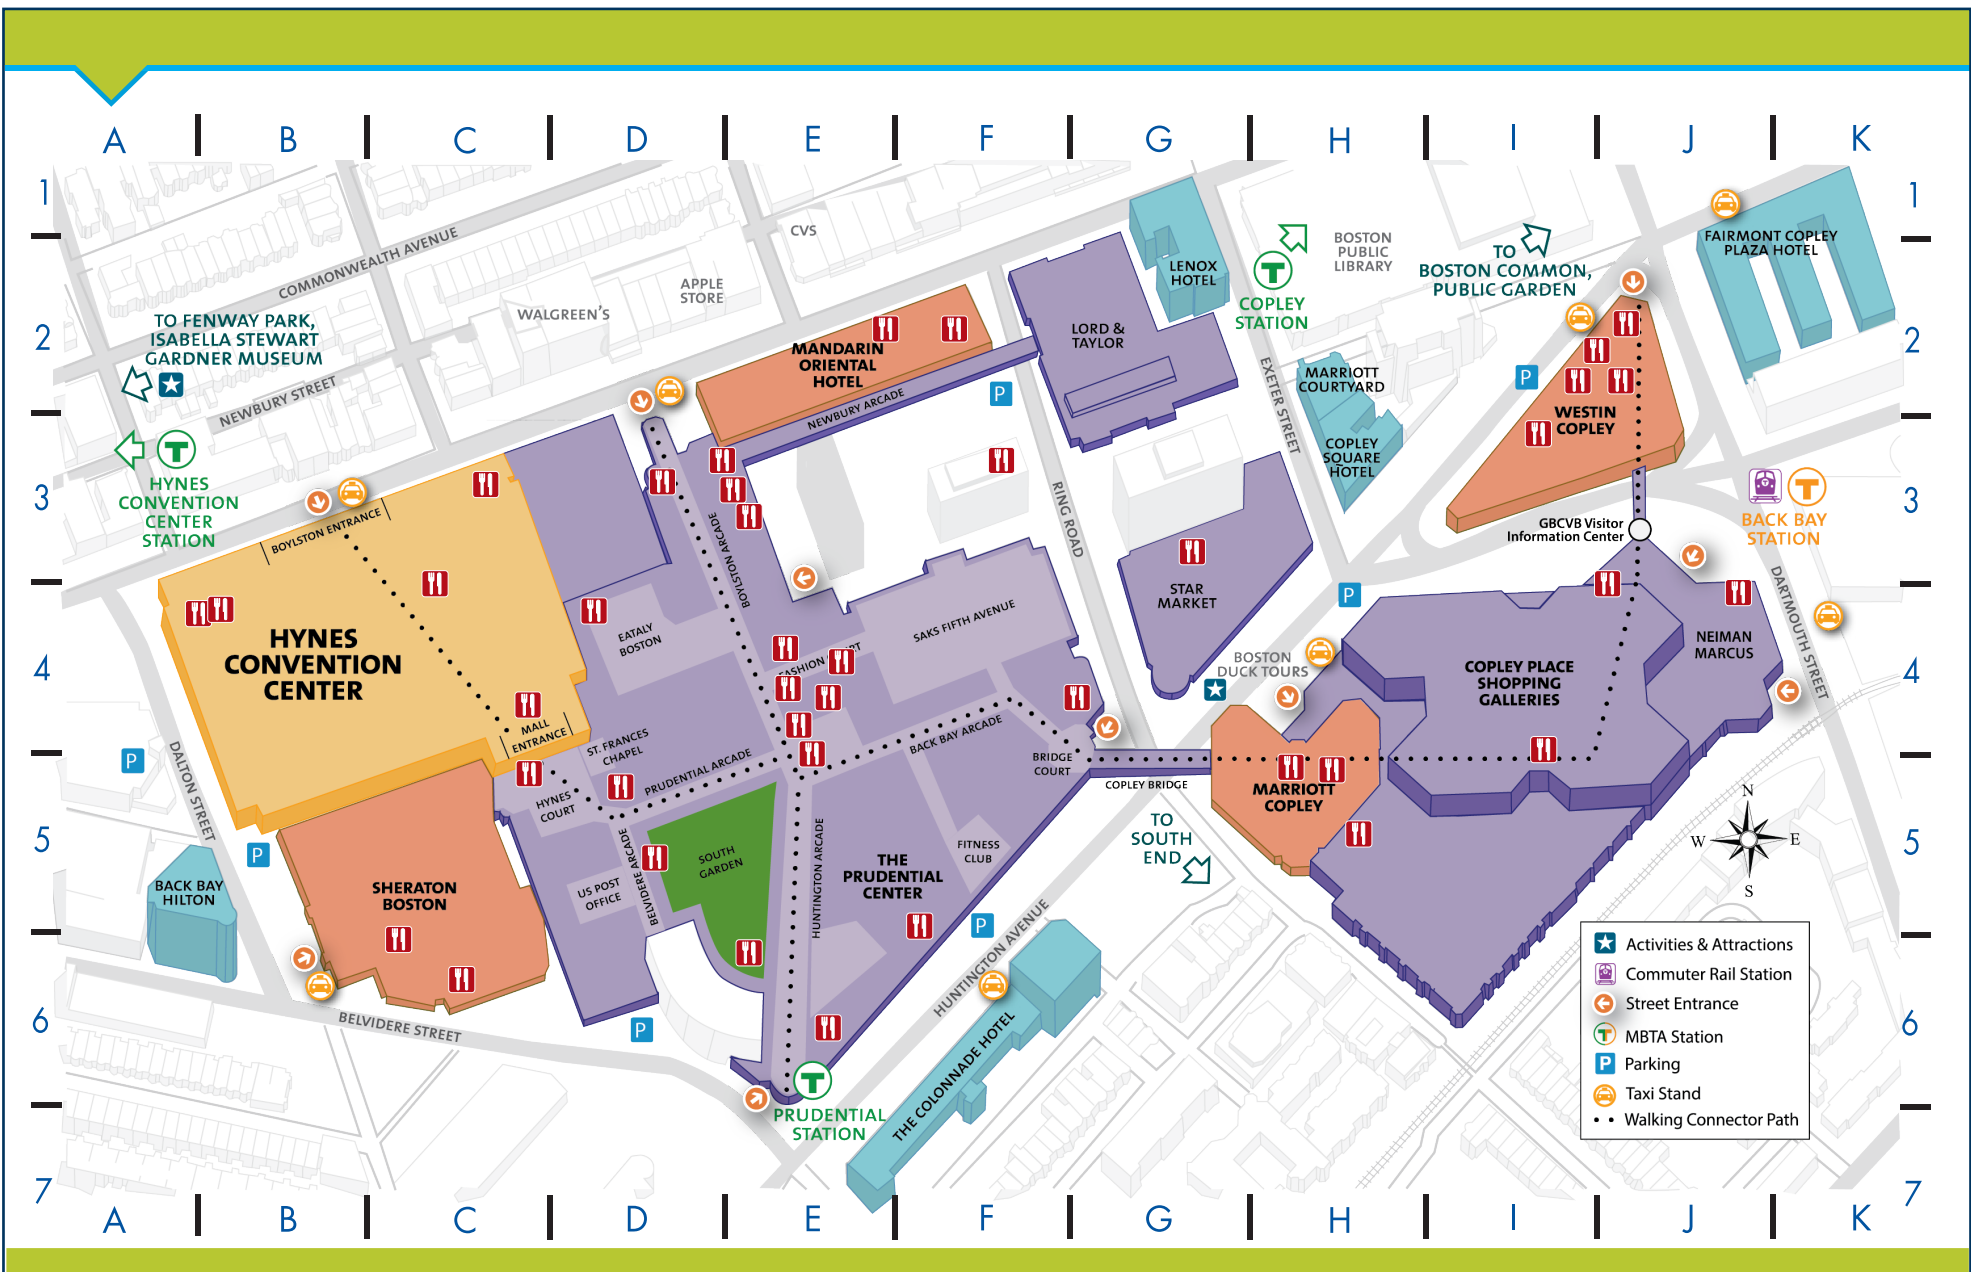 A B C D E F G H I J K
1
2
3
4
5
6
7
1
2
3
4
5
6
7
COMMONWEALTH AVENUE
CVS
APPLE
STORE
WALGREEN'S
TO FENWAY PARK,
ISABELLA STEWART
GARDNER MUSEUM
NEWBURY STREET
T
HYNES
CONVENTION
CENTER
STATION
BOYLSTON ENTRANCE
HYNES
CONVENTION
CENTER
MALL
ENTRANCE
P
DALTON STREET
P
BACK BAY
HILTON
SHERATON
BOSTON
BELVIDERE STREET
MANDARIN
ORIENTAL
HOTEL
NEWBURY ARCADE
P
LORD &
TAYLOR
LENOX
HOTEL
T
COPLEY
STATION
BOSTON
PUBLIC
LIBRARY
TO
BOSTON COMMON,
PUBLIC GARDEN
FAIRMONT COPLEY
PLAZA HOTEL
EXETER STREET
MARRIOTT
COURTYARD
COPLEY
SQUARE
HOTEL
P
WESTIN
COPLEY
GBCVB Visitor
Information Center
T
BACK BAY
STATION
DARTMOUTH STREET
RING ROAD
BOYLSTON ARCADE
EATALY
BOSTON
SAKS FIFTH AVENUE
STAR
MARKET
P
BOSTON
DUCK TOURS
COPLEY PLACE
SHOPPING
GALLERIES
NEIMAN
MARCUS
ST. FRANCES
CHAPEL
PRUDENTIAL ARCADE
BACK BAY ARCADE
BRIDGE
COURT
COPLEY BRIDGE
MARRIOTT
COPLEY
HYNES
COURT
BELVIDERE ARCADE
SOUTH
GARDEN
HUNTINGTON ARCADE
THE
PRUDENTIAL
CENTER
FITNESS
CLUB
US POST
OFFICE
TO
SOUTH
END
P
P
HUNTINGTON AVENUE
THE COLONNADE HOTEL
T
PRUDENTIAL
STATION
N
W
E
S
Activities & Attractions
Commuter Rail Station
Street Entrance
T MBTA Station
P Parking
Taxi Stand
Walking Connector Path
A B C D E F G H I J K